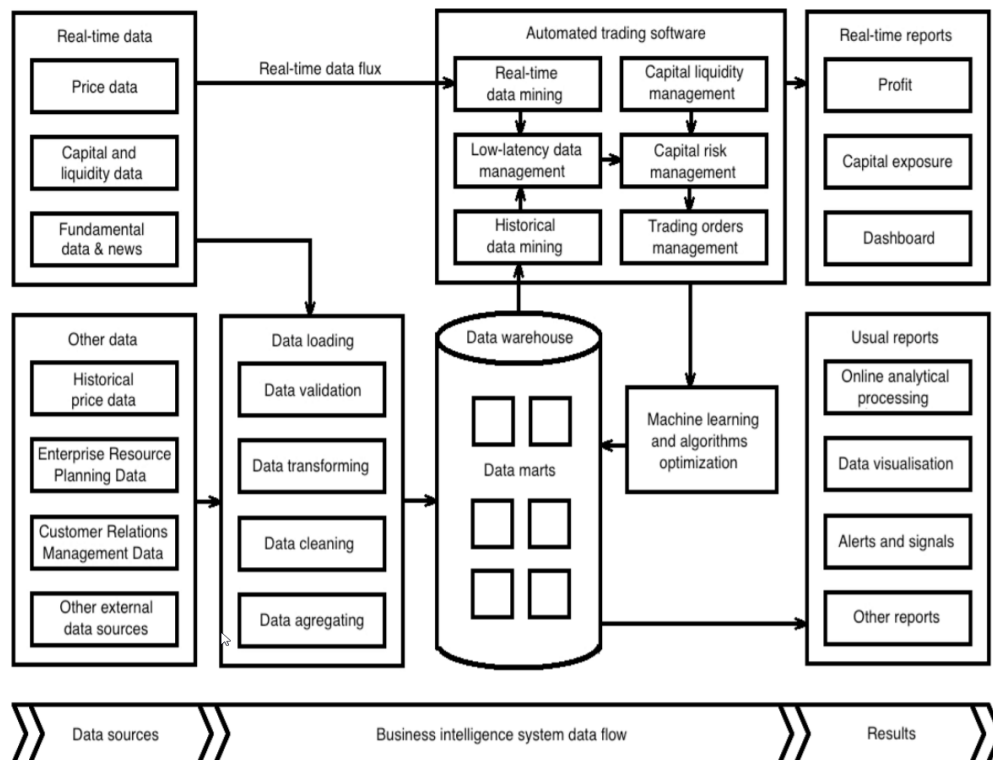 Real-time data
Price data
Capital and
liquidity data
Fundamental
data & news
Real-time data flux
Automated trading software
Real-time
data mining
Capital liquidity
management
Low-latency data
management
Capital risk
management
Historical
data mining
Trading orders
management
Real-time reports
Profit
Capital exposure
Dashboard
Other data
Historical
price data
Enterprise Resource
Planning Data
Customer Relations
Management Data
Other external
data sources
Data loading
Data validation
Data transforming
Data cleaning
Data agregating
Data warehouse
Data marts
Machine learning
and algorithms
optimization
Usual reports
Online analytical
processing
Data visualisation
Alerts and signals
Other reports
Data sources
Business intelligence system data flow
Results